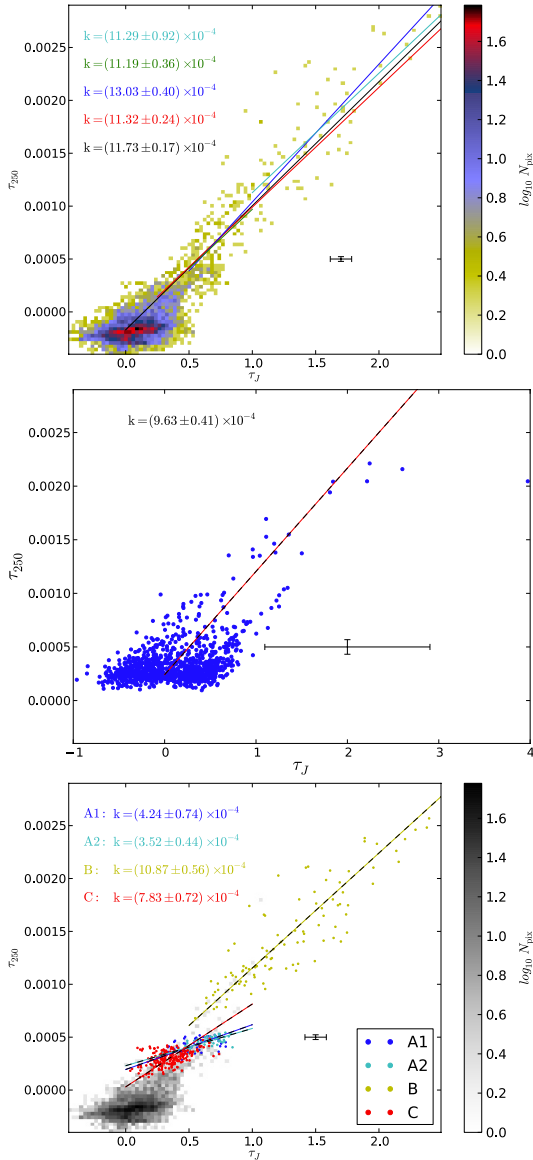 k=(11.29±0.92)×10⁻⁴
k=(11.19±0.36)×10⁻⁴
k=(13.03±0.40)×10⁻⁴
k=(11.32±0.24)×10⁻⁴
k=(11.73±0.17)×10⁻⁴
0.0025
0.0020
0.0015
0.0010
0.0005
0.0000
τ₂₅₀
0.0 0.5 1.0 1.5 2.0
τ_J
1.6
1.4
1.2
1.0
0.8
0.6
0.4
0.2
0.0
log₁₀ N_pix
k=(9.63±0.41)×10⁻⁴
0.0025
0.0020
0.0015
0.0010
0.0005
0.0000
τ₂₅₀
−1 0 1 2 3 4
τ_J
A1: k=(4.24±0.74)×10⁻⁴
A2: k=(3.52±0.44)×10⁻⁴
B: k=(10.87±0.56)×10⁻⁴
C: k=(7.83±0.72)×10⁻⁴
0.0025
0.0020
0.0015
0.0010
0.0005
0.0000
τ₂₅₀
A1
A2
B
C
0.0 0.5 1.0 1.5 2.0
τ_J
1.6
1.4
1.2
1.0
0.8
0.6
0.4
0.2
0.0
log₁₀ N_pix